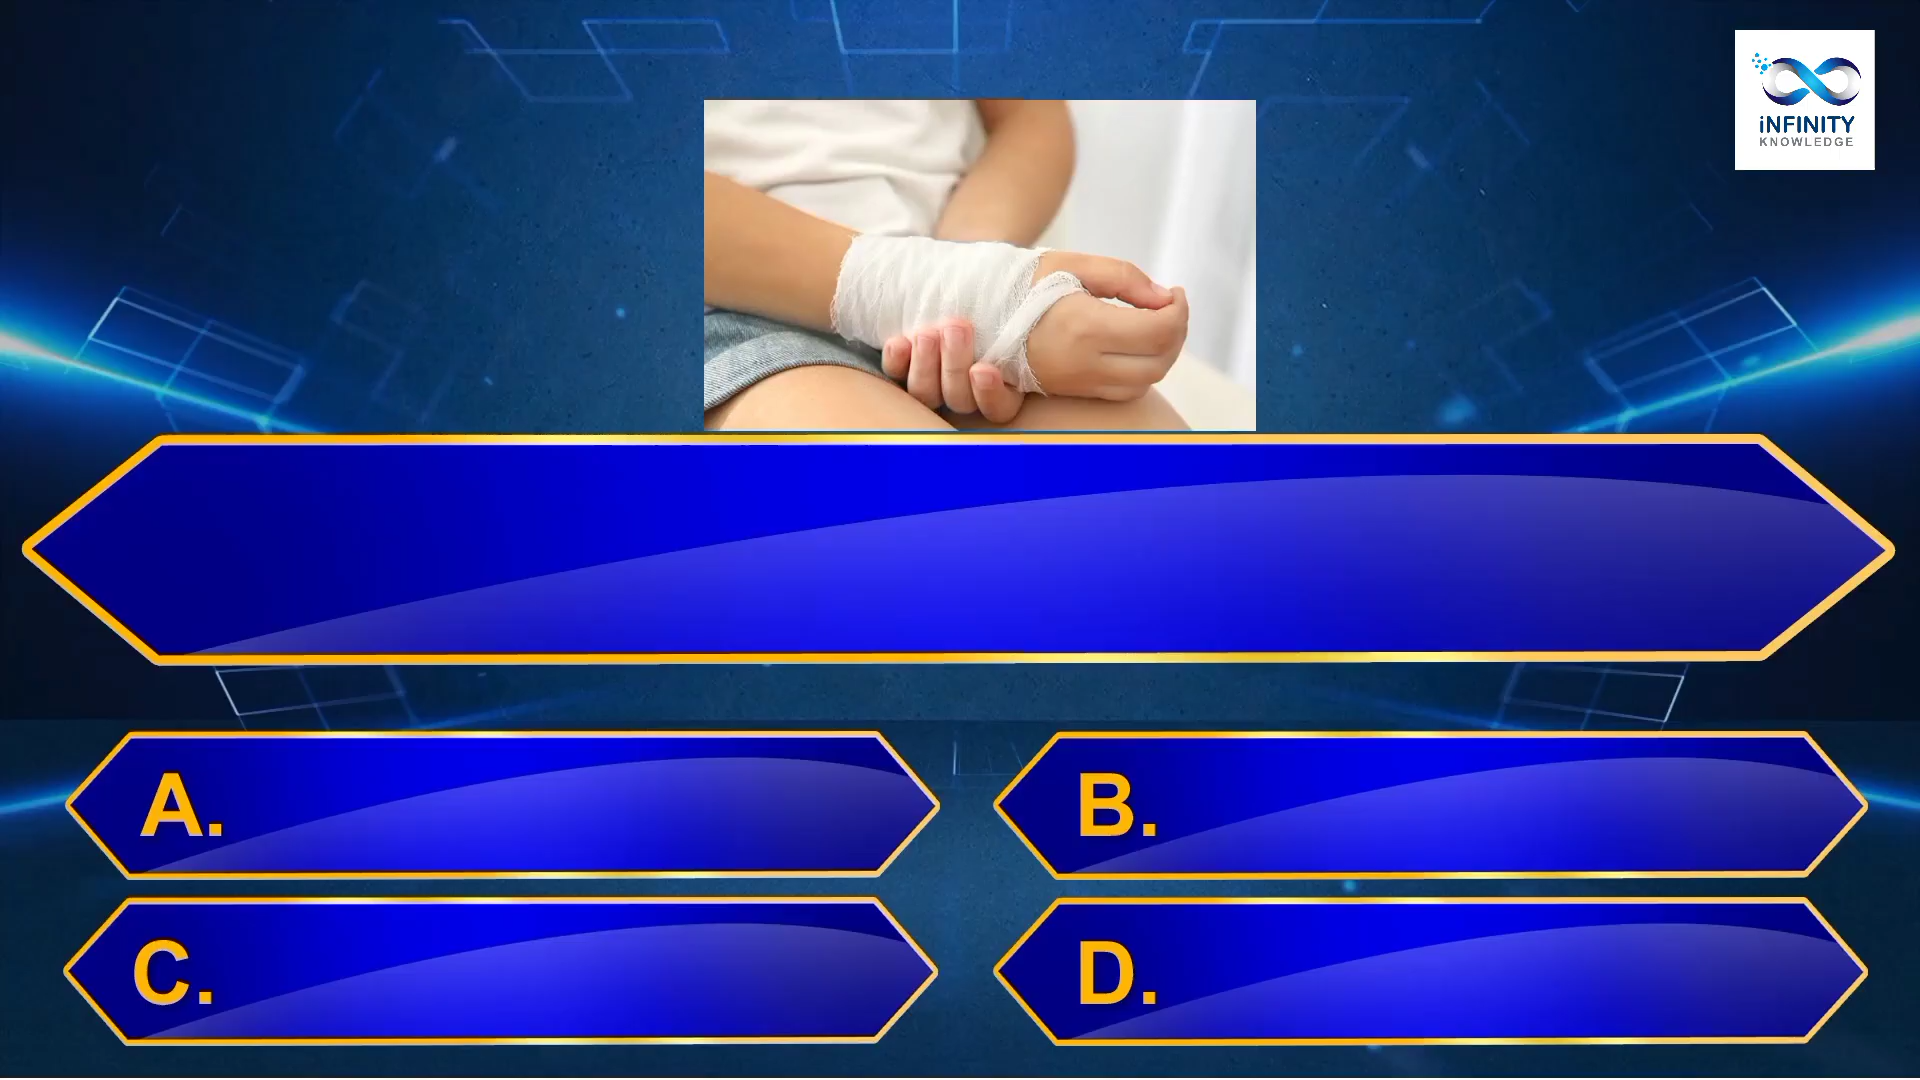 iNFINITY
KNOWLEDGE
A.
B.
C.
D.